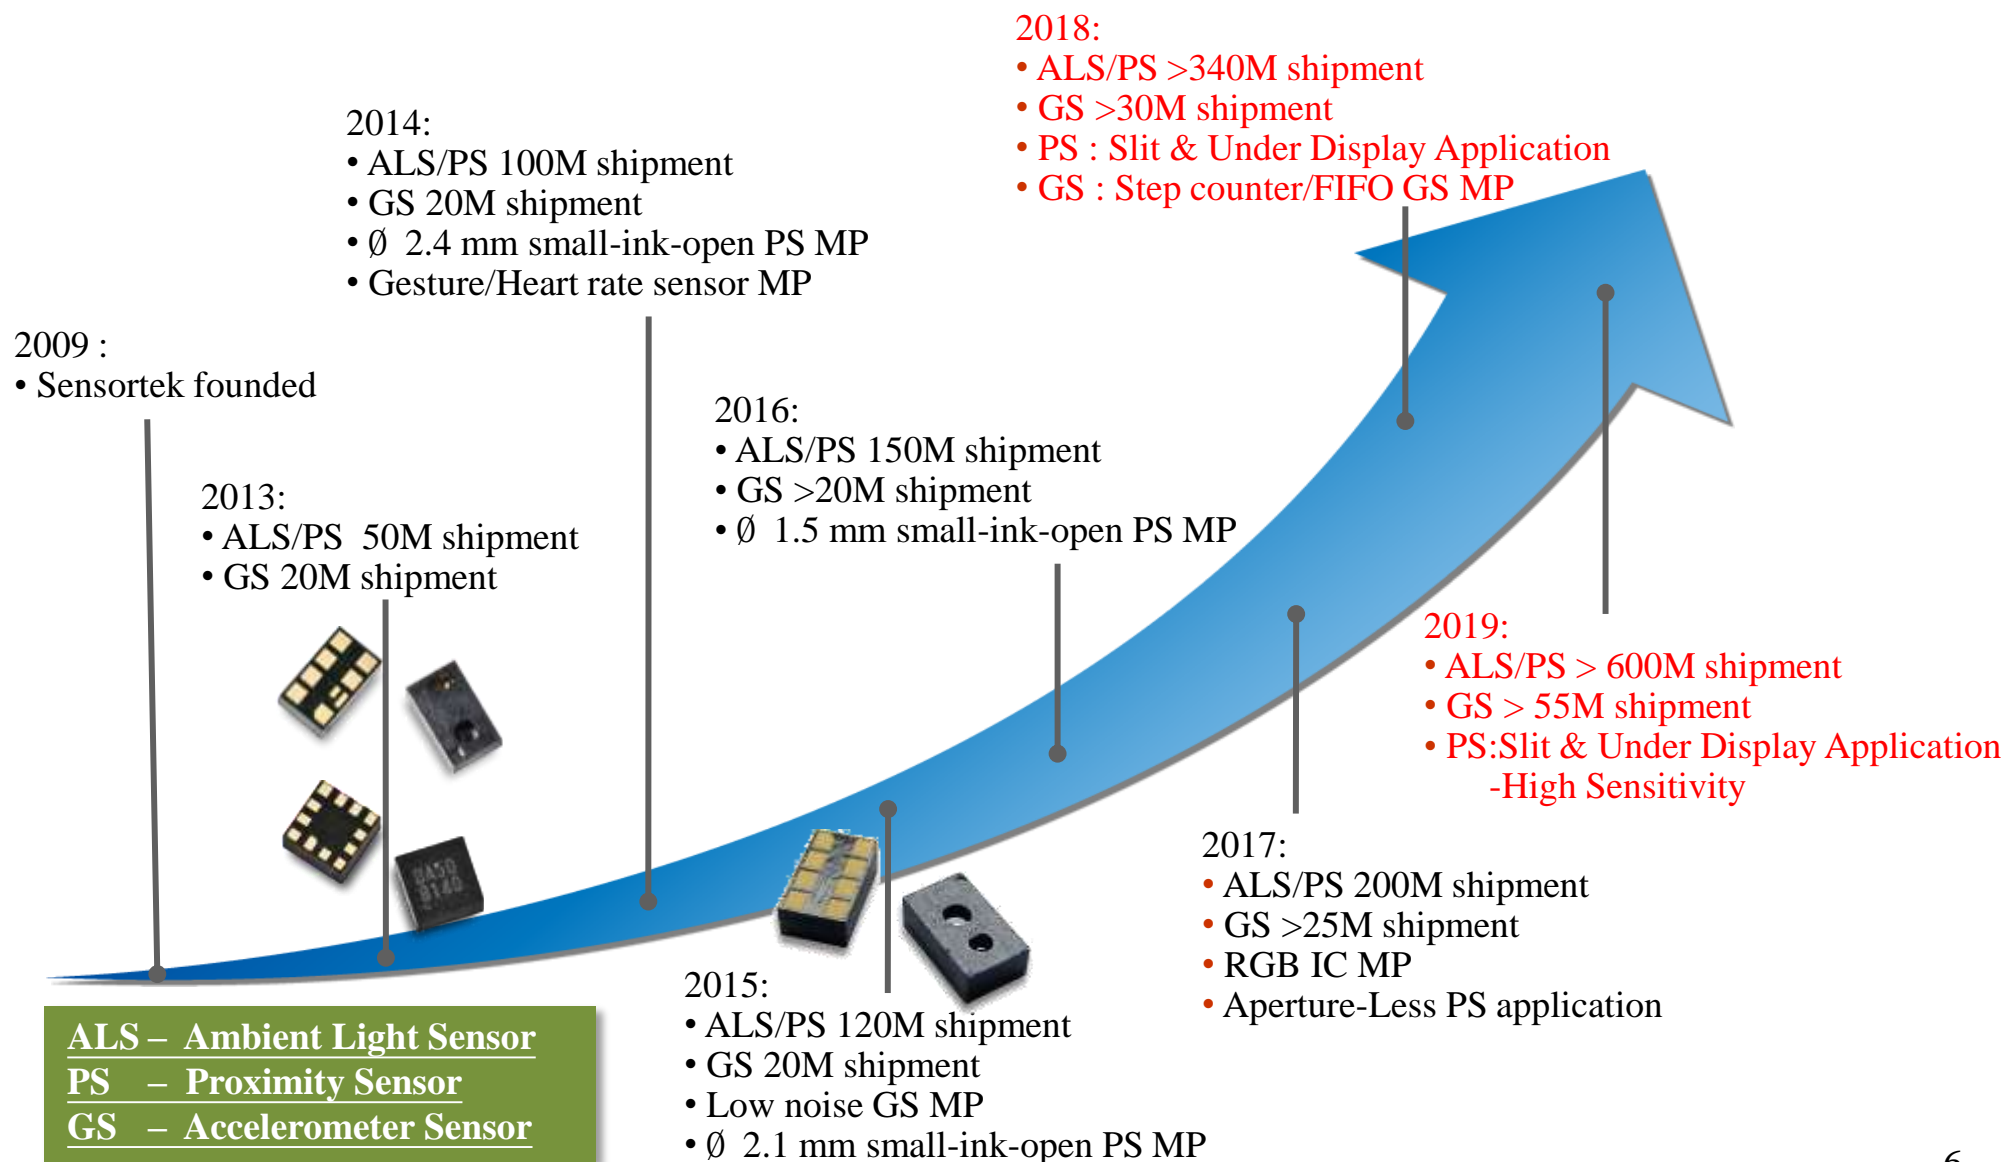 2018:
• ALS/PS >340M shipment
• GS >30M shipment
• PS : Slit & Under Display Application
• GS : Step counter/FIFO GS MP
2014:
• ALS/PS 100M shipment
• GS 20M shipment
• Ø 2.4 mm small-ink-open PS MP
• Gesture/Heart rate sensor MP
2009 :
• Sensortek founded
2016:
• ALS/PS 150M shipment
• GS >20M shipment
• Ø 1.5 mm small-ink-open PS MP
2013:
• ALS/PS 50M shipment
• GS 20M shipment
2019:
• ALS/PS > 600M shipment
• GS > 55M shipment
• PS:Slit & Under Display Application
-High Sensitivity
2017:
• ALS/PS 200M shipment
• GS >25M shipment
• RGB IC MP
• Aperture-Less PS application
2015:
• ALS/PS 120M shipment
• GS 20M shipment
• Low noise GS MP
• Ø 2.1 mm small-ink-open PS MP
ALS – Ambient Light Sensor
PS – Proximity Sensor
GS – Accelerometer Sensor